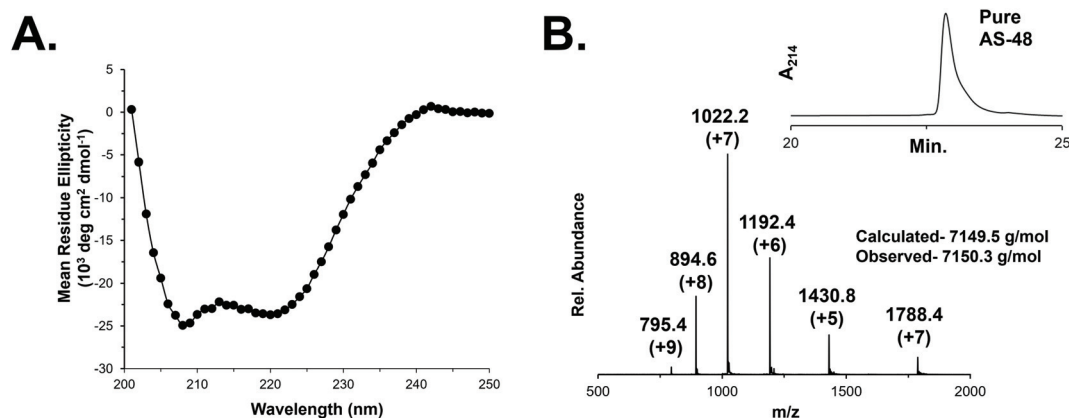 A.
5
0
-5
-10
-15
-20
-25
-30
200
210
220
230
240
250
Mean Residue Ellipticity
(10³ deg cm² dmol⁻¹)
Wavelength (nm)
B.
Pure
AS-48
A₂₁₄
20
25
Min.
1022.2
(+7)
1192.4
(+6)
894.6
(+8)
795.4
(+9)
1430.8
(+5)
1788.4
(+7)
Calculated- 7149.5 g/mol
Observed- 7150.3 g/mol
Rel. Abundance
500
1000
1500
2000
m/z